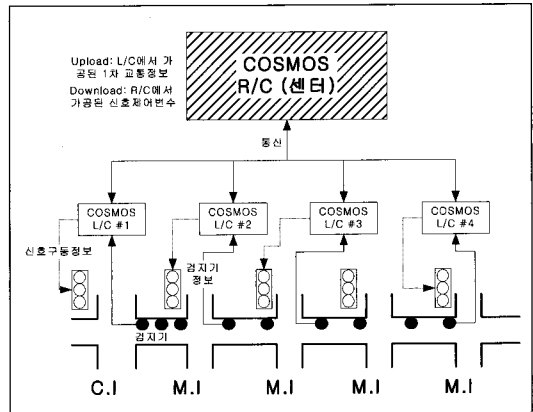 Upload: L/C에서 가
공된 1차 교통정보
Download: R/C에서
가공된 신호제어변수
COSMOS
R/C (센터)
통신
COSMOS
L/C #1
COSMOS
L/C #2
COSMOS
L/C #3
COSMOS
L/C #4
신호구동정보
검지기
정보
검지기
C.I
M.I
M.I
M.I
M.I